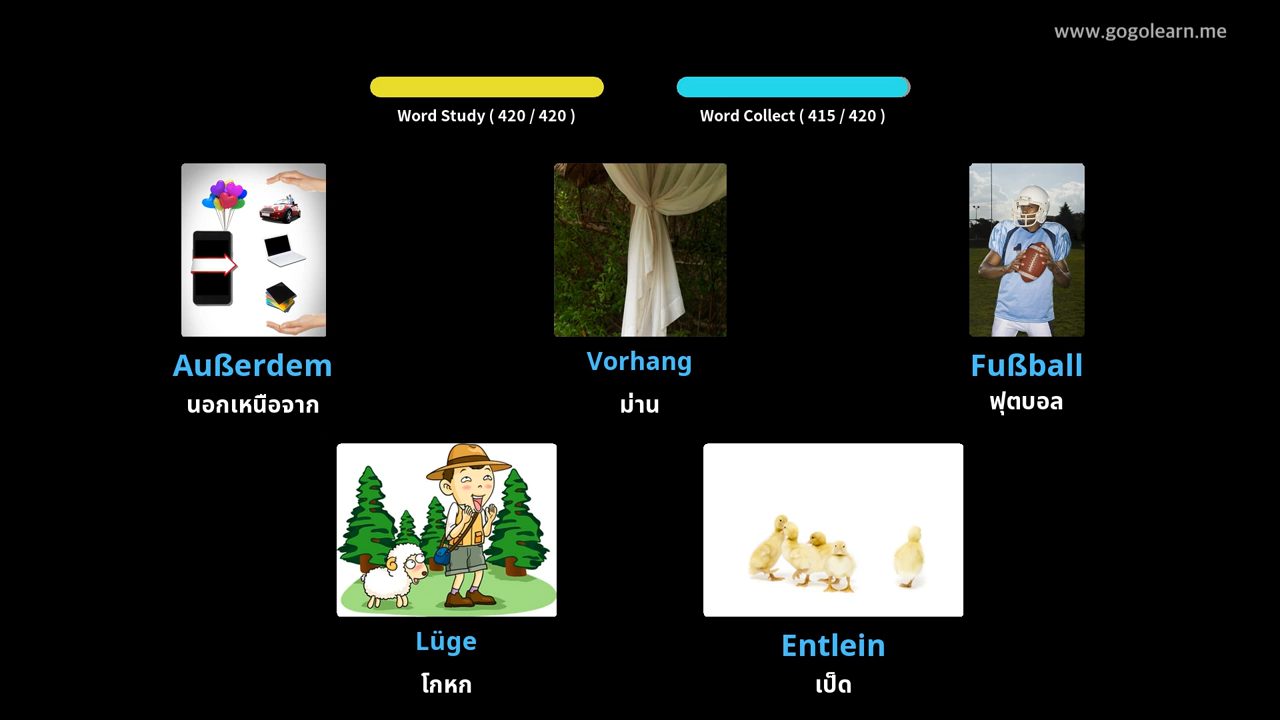 www.gogolearn.me
Word Study ( 420 / 420 )
Word Collect ( 415 / 420 )
Außerdem
นอกเหนือจาก
Vorhang
ม่าน
Fußball
ฟุตบอล
Lüge
โกหก
Entlein
เป็ด